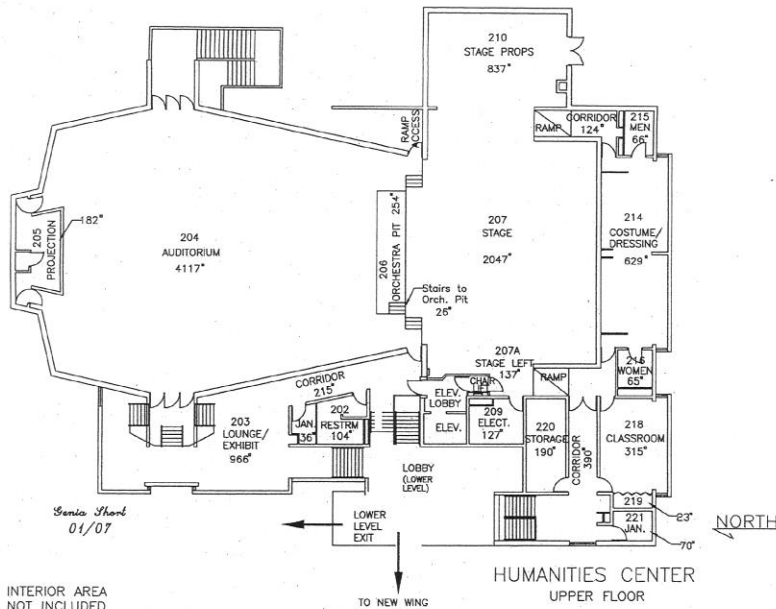 210
STAGE PROPS
837"
RAMP
ACCESS
RAMP
CORRIDOR
124"
215
MEN
66"
205
PROJECTION
182"
204
AUDITORIUM
4117"
206
ORCHESTRA PIT 254"
Stairs to
Orch. Pit
26"
207
STAGE
2047"
214
COSTUME/
DRESSING
629"
207A
STAGE LEFT
137"
CHAIR
LIFT
RAMP
216
WOMEN
65"
CORRIDOR
215"
203
LOUNGE/
EXHIBIT
966"
JAN.
36"
202
RESTRM
104"
ELEV.
LOBBY
ELEV.
209
ELECT.
127"
220
STORAGE
190"
CORRIDOR
390"
218
CLASSROOM
315"
LOBBY
(LOWER
LEVEL)
219
23"
221
JAN.
70"
Genia Short
01/07
LOWER
LEVEL
EXIT
TO NEW WING
NORTH
HUMANITIES CENTER
UPPER FLOOR
INTERIOR AREA
NOT INCLUDED